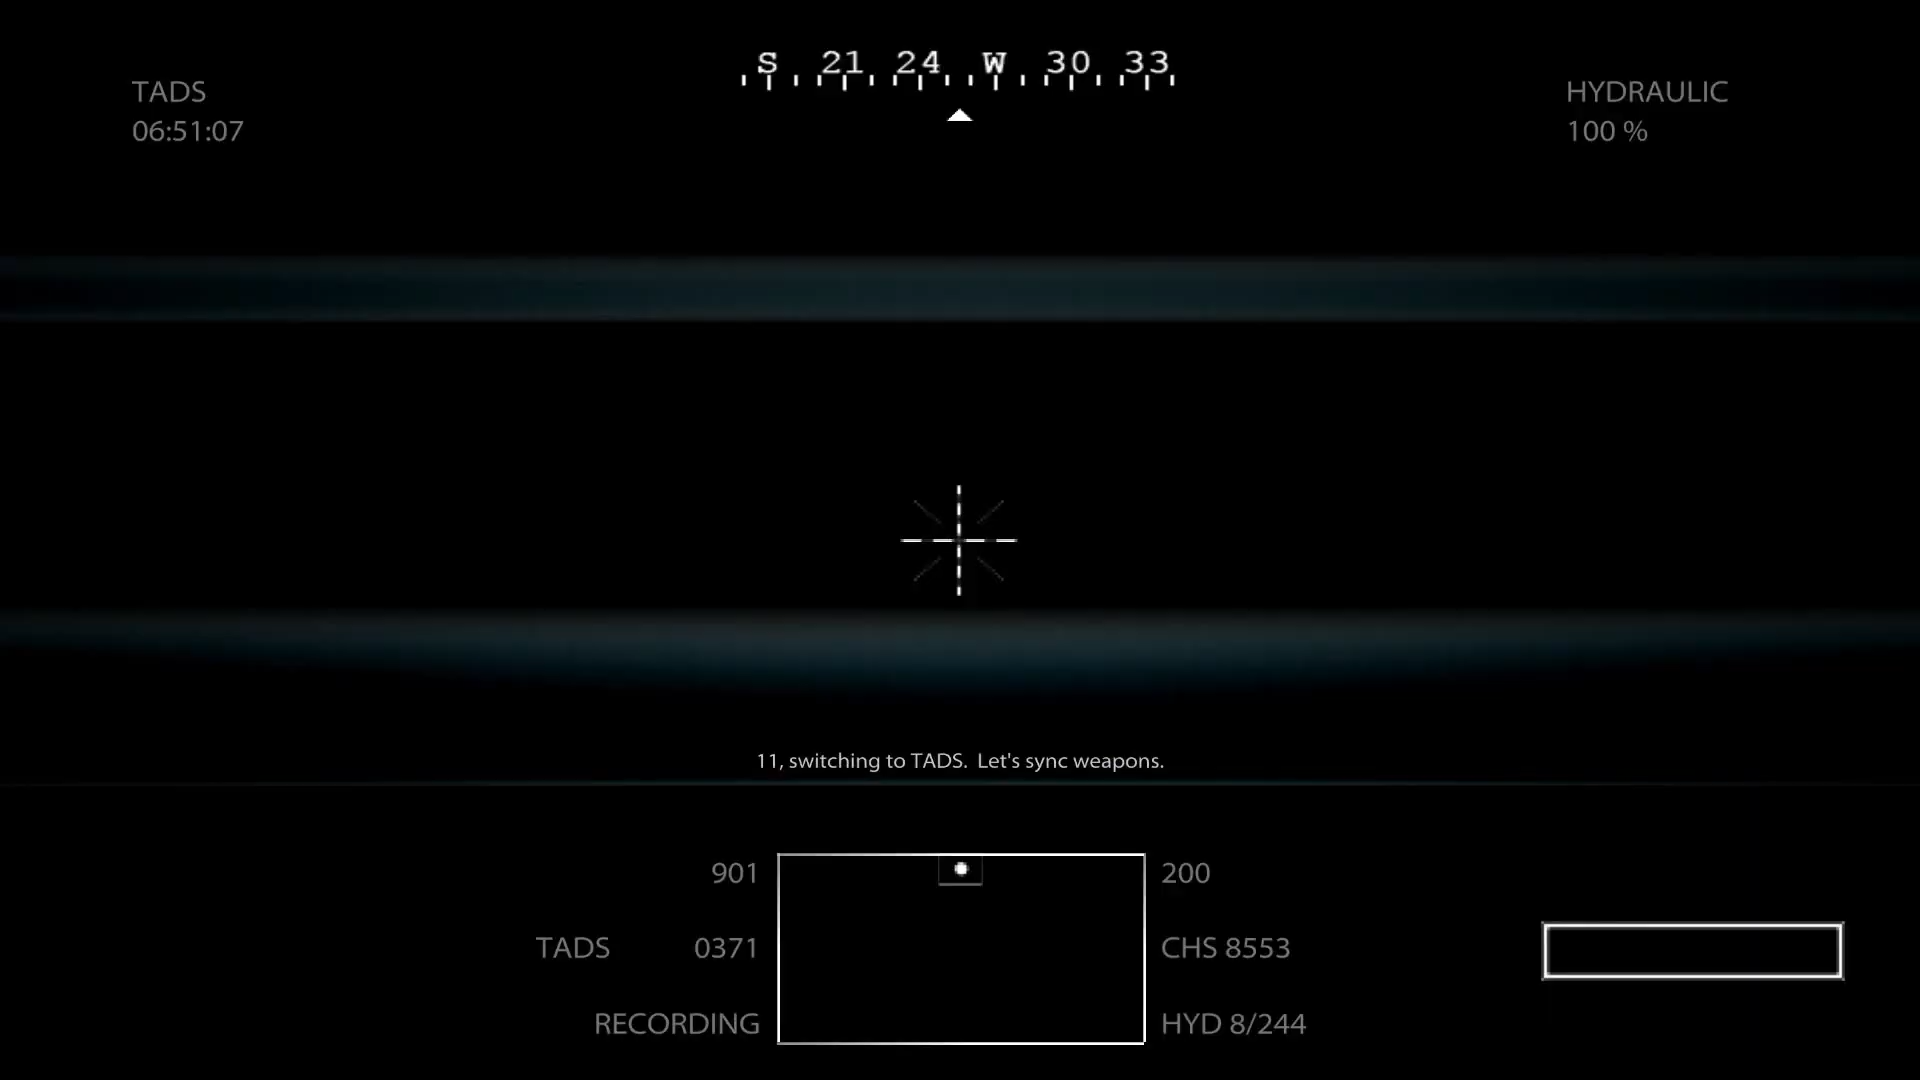 S 21 24 W 30 33
TADS
06:51:07
HYDRAULIC
100 %
11, switching to TADS.  Let's sync weapons.
901
200
TADS 0371
CHS 8553
RECORDING
HYD 8/244